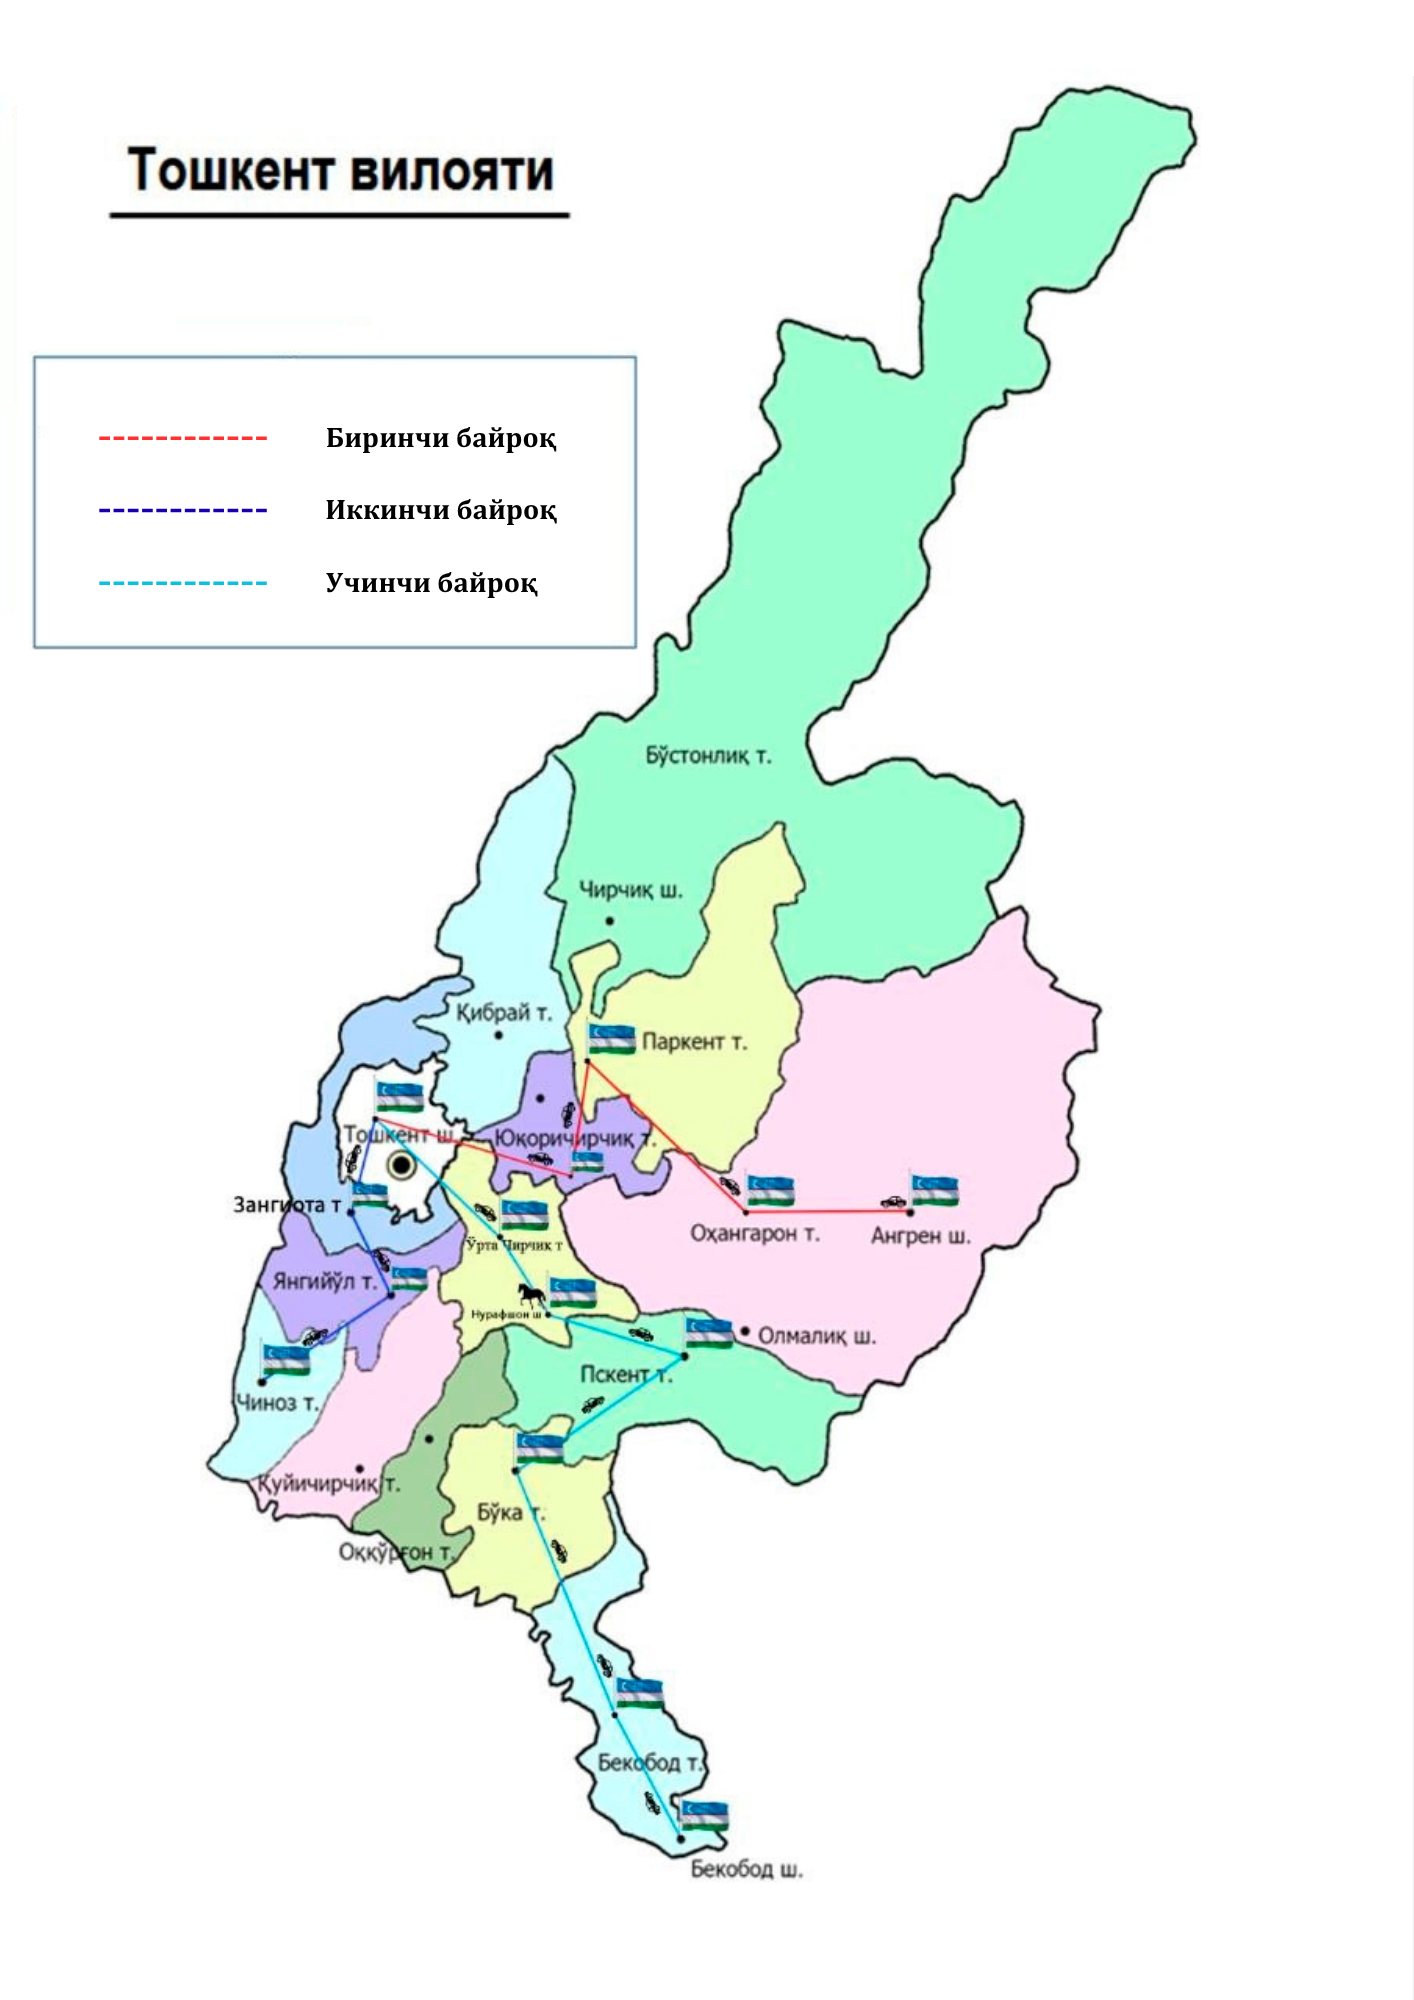 Тошкент вилояти
Биринчи байроқ
Иккинчи байроқ
Учинчи байроқ
Бўстонлиқ т.
Чирчиқ ш.
Қибрай т.
Паркент т.
Тошкент ш.
Юқоричирчиқ т.
Зангиота т
Оҳангарон т.
Ангрен ш.
Ўрта Чирчиқ т
Янгийўл т.
Нурафшон ш
Олмалиқ ш.
Пскент т.
Чиноз т.
Қуйичирчиқ т.
Бўка т.
Оққўрғон т.
Бекобод т.
Бекобод ш.